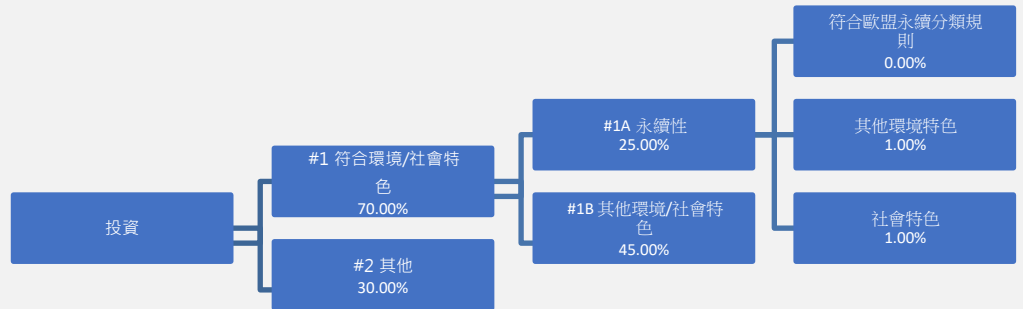 投資
#1 符合環境/社會特
色
70.00%
#2 其他
30.00%
#1A 永續性
25.00%
#1B 其他環境/社會特
色
45.00%
符合歐盟永續分類規
則
0.00%
其他環境特色
1.00%
社會特色
1.00%